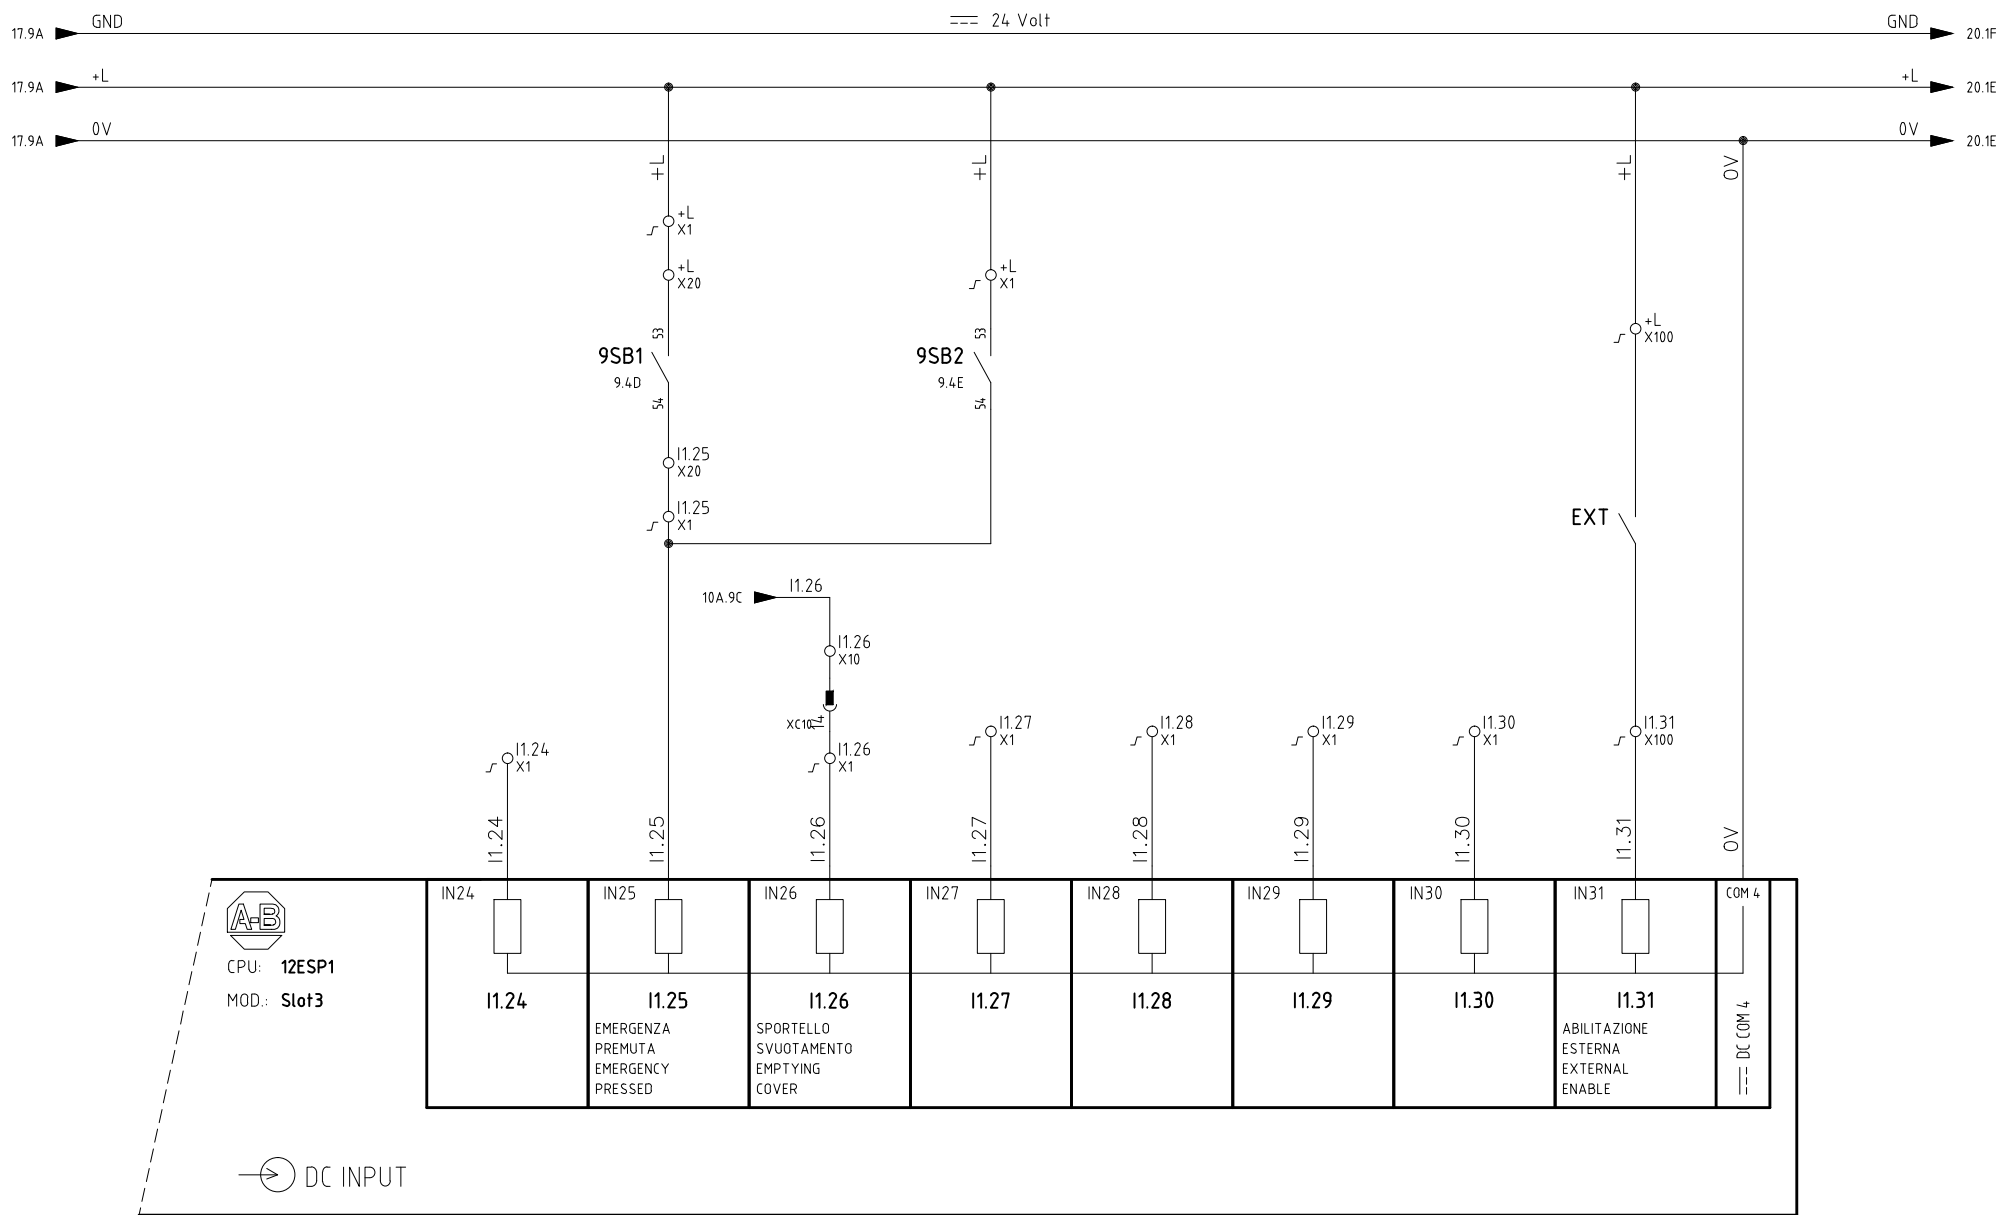 GND
24 Volt
GND
17.9A
20.1F
+L
+L
17.9A
20.1E
0V
0V
17.9A
20.1E
+L
+L
+L
0V
+L
X1
+L
X20
+L
X1
+L
X100
53
53
9SB1
9.4D
9SB2
9.4E
54
54
I1.25
X20
I1.25
X1
EXT
I1.26
10A.9C
I1.26
X10
XC10
14
I1.24
X1
I1.26
X1
I1.27
X1
I1.28
X1
I1.29
X1
I1.30
X1
I1.31
X100
I1.24
I1.25
I1.26
I1.27
I1.28
I1.29
I1.30
I1.31
0V
IN24
IN25
IN26
IN27
IN28
IN29
IN30
IN31
COM 4
A-B
CPU: 12ESP1
MOD.: Slot3
I1.24
I1.25
I1.26
I1.27
I1.28
I1.29
I1.30
I1.31
EMERGENZA
PREMUTA
EMERGENCY
PRESSED
SPORTELLO
SVUOTAMENTO
EMPTYING
COVER
ABILITAZIONE
ESTERNA
EXTERNAL
ENABLE
DC COM 4
DC INPUT